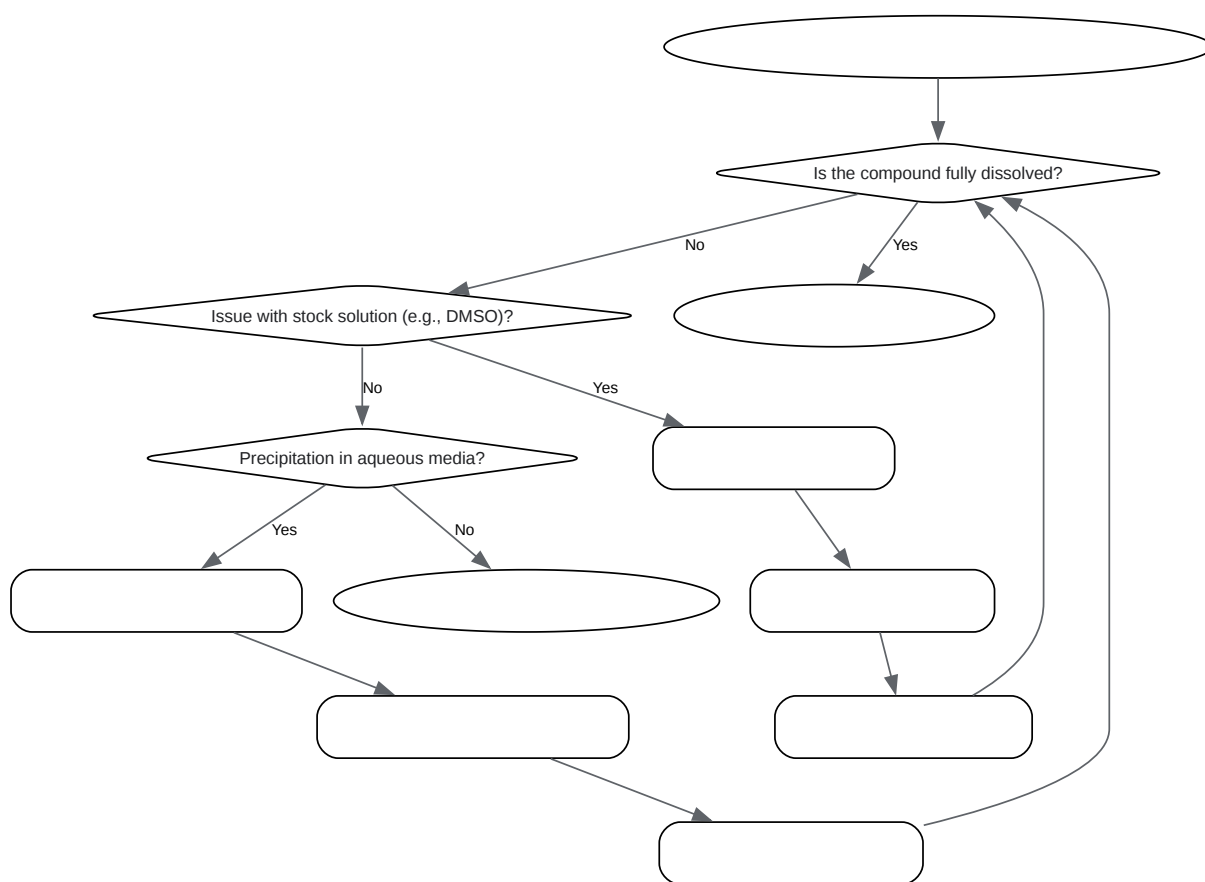 Is the compound fully dissolved?
No
Yes
Issue with stock solution (e.g., DMSO)?
No
Yes
Precipitation in aqueous media?
Yes
No